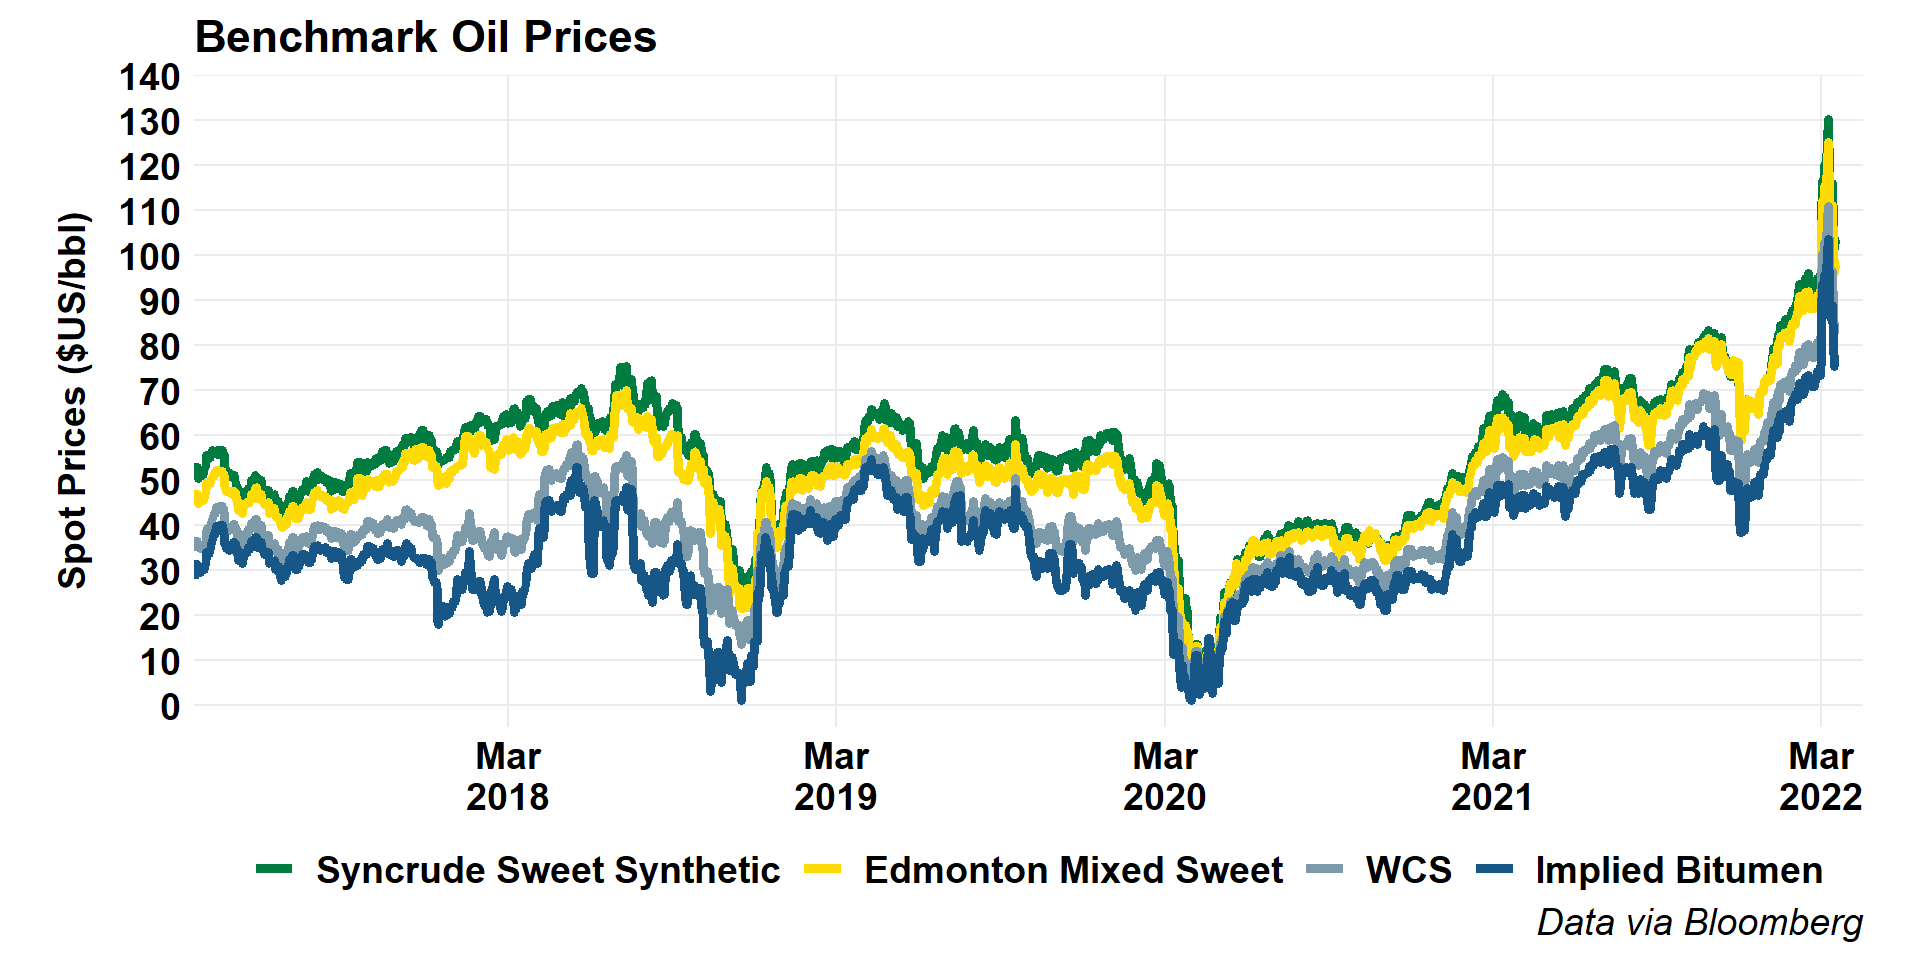 Benchmark Oil Prices
140
130
120
110
100
90
80
70
60
50
40
30
20
10
0
Spot Prices ($US/bbl)
Mar Mar Mar Mar Mar
2018 2019 2020 2021 2022
Syncrude Sweet Synthetic Edmonton Mixed Sweet WCS Implied Bitumen
Data via Bloomberg